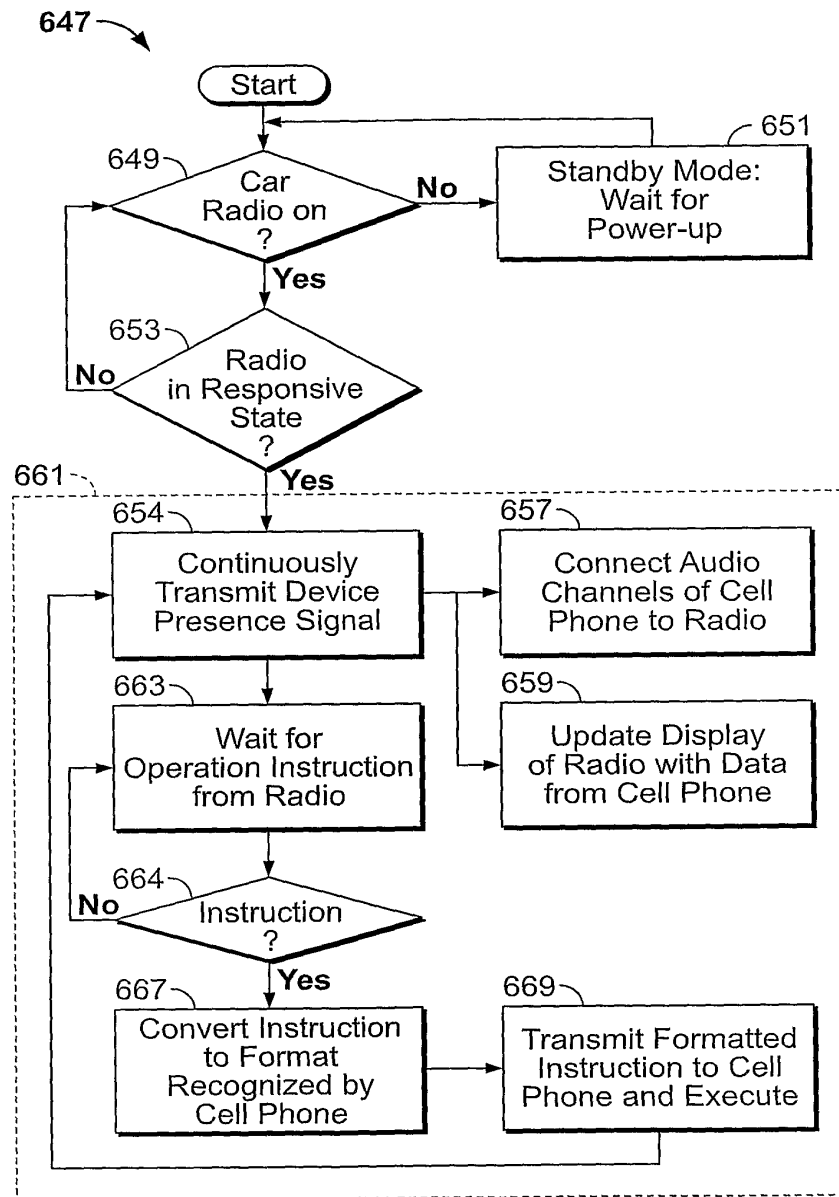 647
Start
649
Car
Radio on
?
No
651
Standby Mode:
Wait for
Power-up
Yes
653
Radio
in Responsive
State
?
No
Yes
661
654
Continuously
Transmit Device
Presence Signal
657
Connect Audio
Channels of Cell
Phone to Radio
659
Update Display
of Radio with Data
from Cell Phone
663
Wait for
Operation Instruction
from Radio
664
Instruction
?
No
Yes
667
Convert Instruction
to Format
Recognized by
Cell Phone
669
Transmit Formatted
Instruction to Cell
Phone and Execute